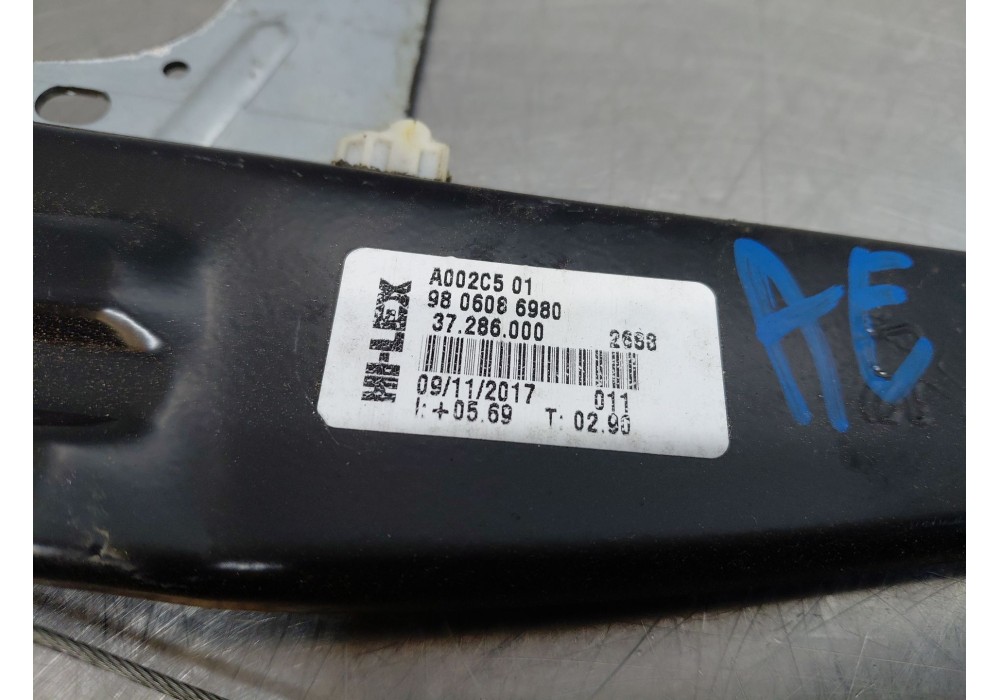 HI-LEX
A002C5 01
98 0608 6980
37.286.000 2698
09/11/2017 011
I: +05.69 T: 02.90
AE